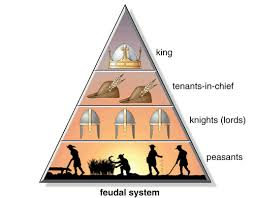 king
tenants-in-chief
knights (lords)
peasants
feudal system